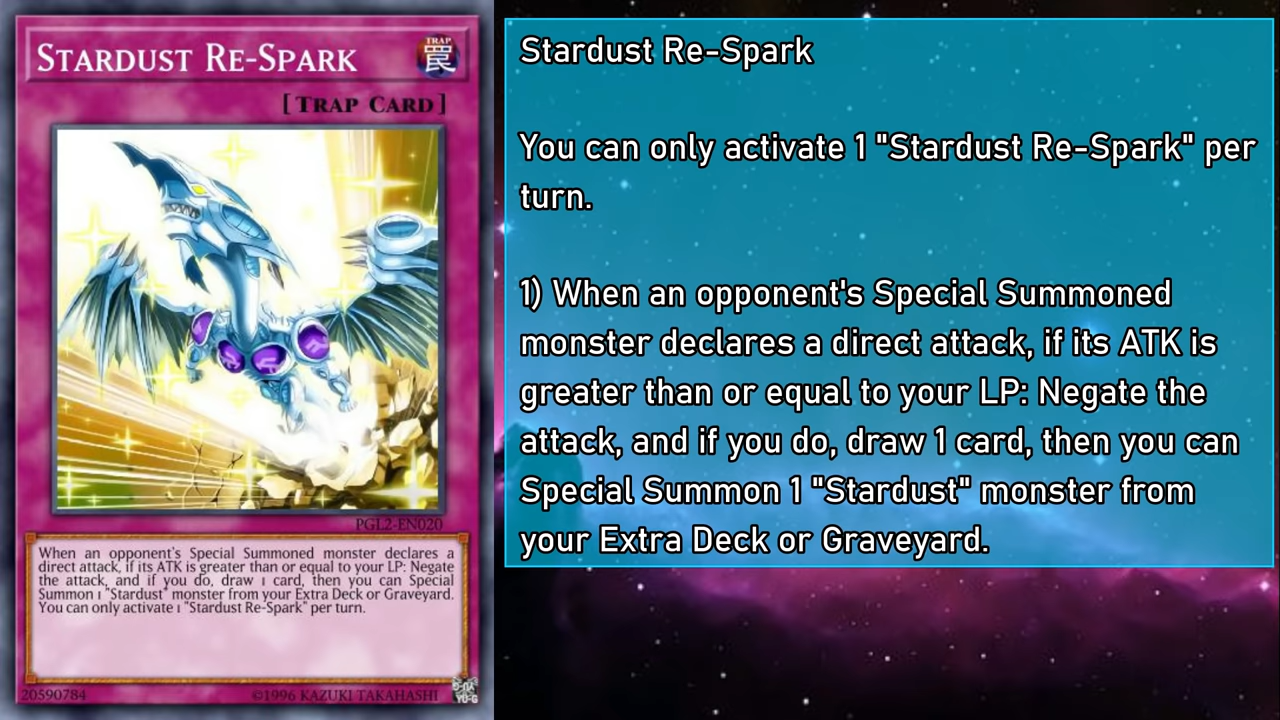 STARDUST RE-SPARK
TRAP
罠
[TRAP CARD]
PGL2-EN020
When an opponent's Special Summoned monster declares a
direct attack, if its ATK is greater than or equal to your LP: Negate
the attack, and if you do, draw 1 card, then you can Special
Summon 1 "Stardust" monster from your Extra Deck or Graveyard.
You can only activate 1 "Stardust Re-Spark" per turn.
20590784
©1996 KAZUKI TAKAHASHI
Stardust Re-Spark
You can only activate 1 "Stardust Re-Spark" per
turn.
1) When an opponent's Special Summoned
monster declares a direct attack, if its ATK is
greater than or equal to your LP: Negate the
attack, and if you do, draw 1 card, then you can
Special Summon 1 "Stardust" monster from
your Extra Deck or Graveyard.